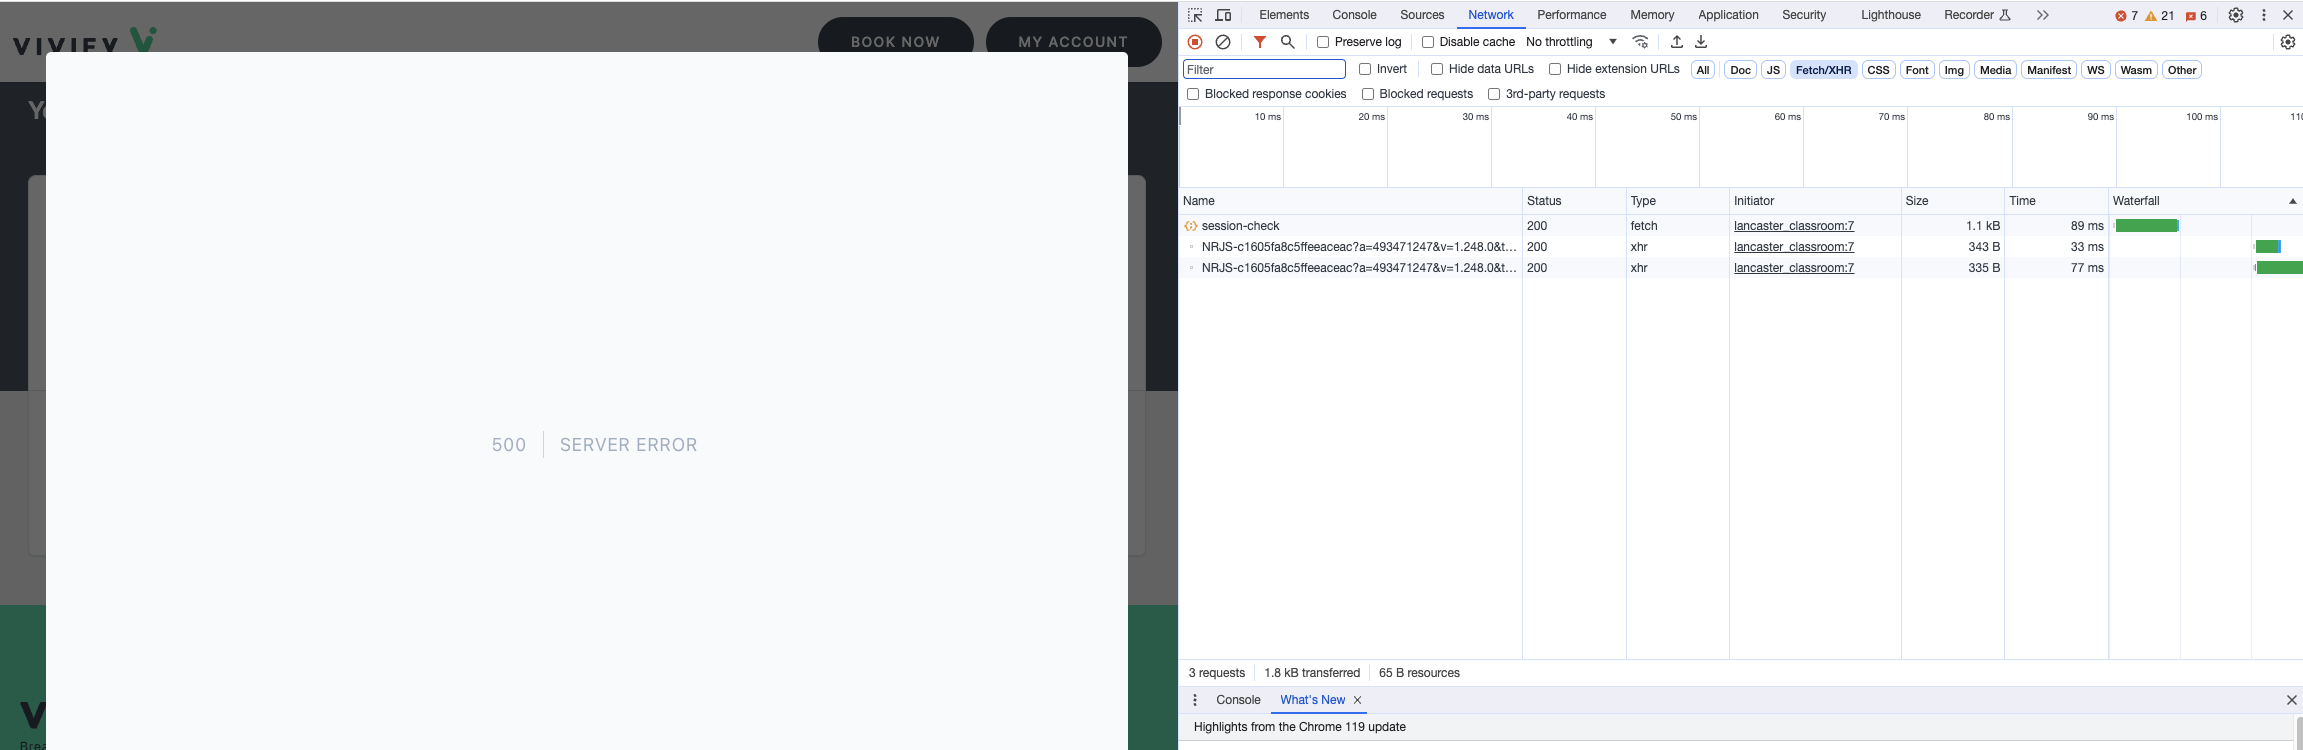 VIVIFY
BOOK NOW
MY ACCOUNT
500 SERVER ERROR
Elements Console Sources Network Performance Memory Application Security Lighthouse Recorder 7 21 6
Preserve log Disable cache No throttling
Filter Invert Hide data URLs Hide extension URLs All Doc JS Fetch/XHR CSS Font Img Media Manifest WS Wasm Other
Blocked response cookies Blocked requests 3rd-party requests
10 ms 20 ms 30 ms 40 ms 50 ms 60 ms 70 ms 80 ms 90 ms 100 ms 110
Name Status Type Initiator Size Time Waterfall
session-check 200 fetch lancaster_classroom:7 1.1 kB 89 ms
NRJS-c1605fa8c5ffeeaceac?a=493471247&v=1.248.0&t... 200 xhr lancaster_classroom:7 343 B 33 ms
NRJS-c1605fa8c5ffeeaceac?a=493471247&v=1.248.0&t... 200 xhr lancaster_classroom:7 335 B 77 ms
3 requests 1.8 kB transferred 65 B resources
Console What's New
Highlights from the Chrome 119 update